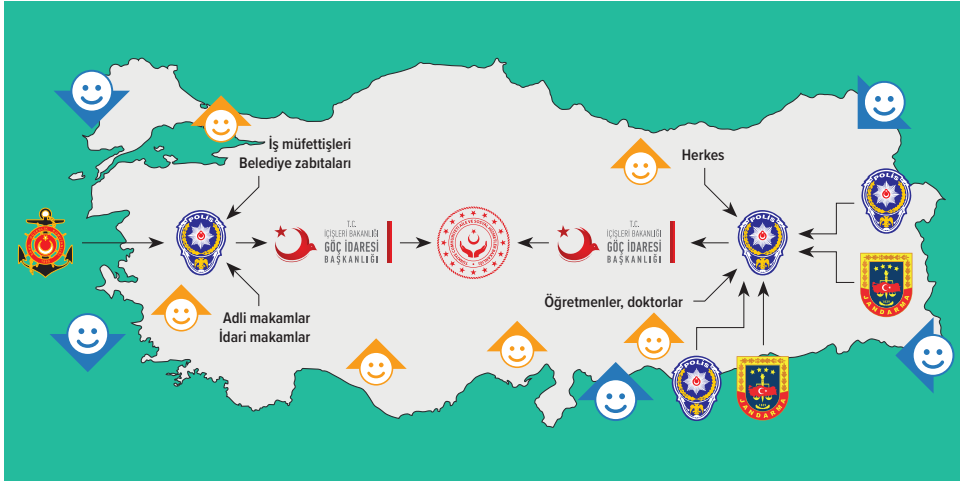 İş müfettişleri
Belediye zabıtaları
Herkes
POLİS
T.C.
İÇİŞLERİ BAKANLIĞI
GÖÇ İDARESİ
BAŞKANLIĞI
T.C.
İÇİŞLERİ BAKANLIĞI
GÖÇ İDARESİ
BAŞKANLIĞI
POLİS
POLİS
JANDARMA
Öğretmenler, doktorlar
Adli makamlar
İdari makamlar
POLİS
JANDARMA